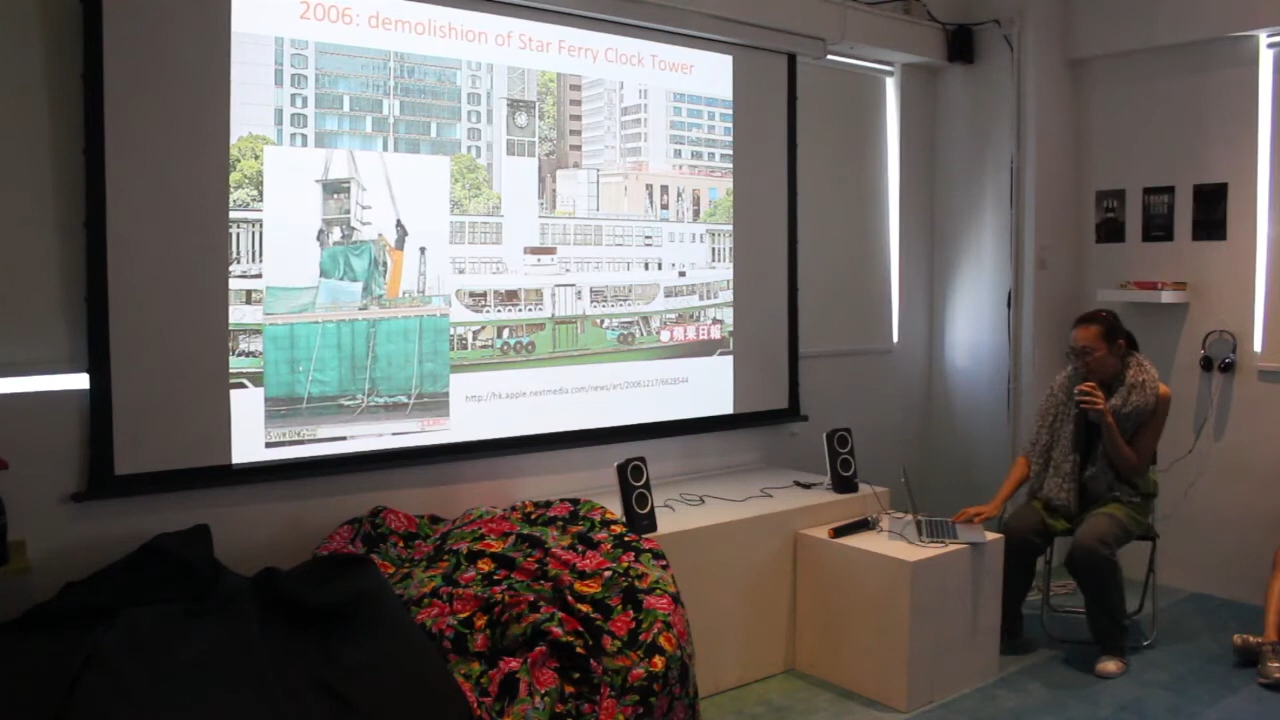 2006: demolishion of Star Ferry Clock Tower
蘋果日報
http://hk.apple.nextmedia.com/news/art/20061217/6629544